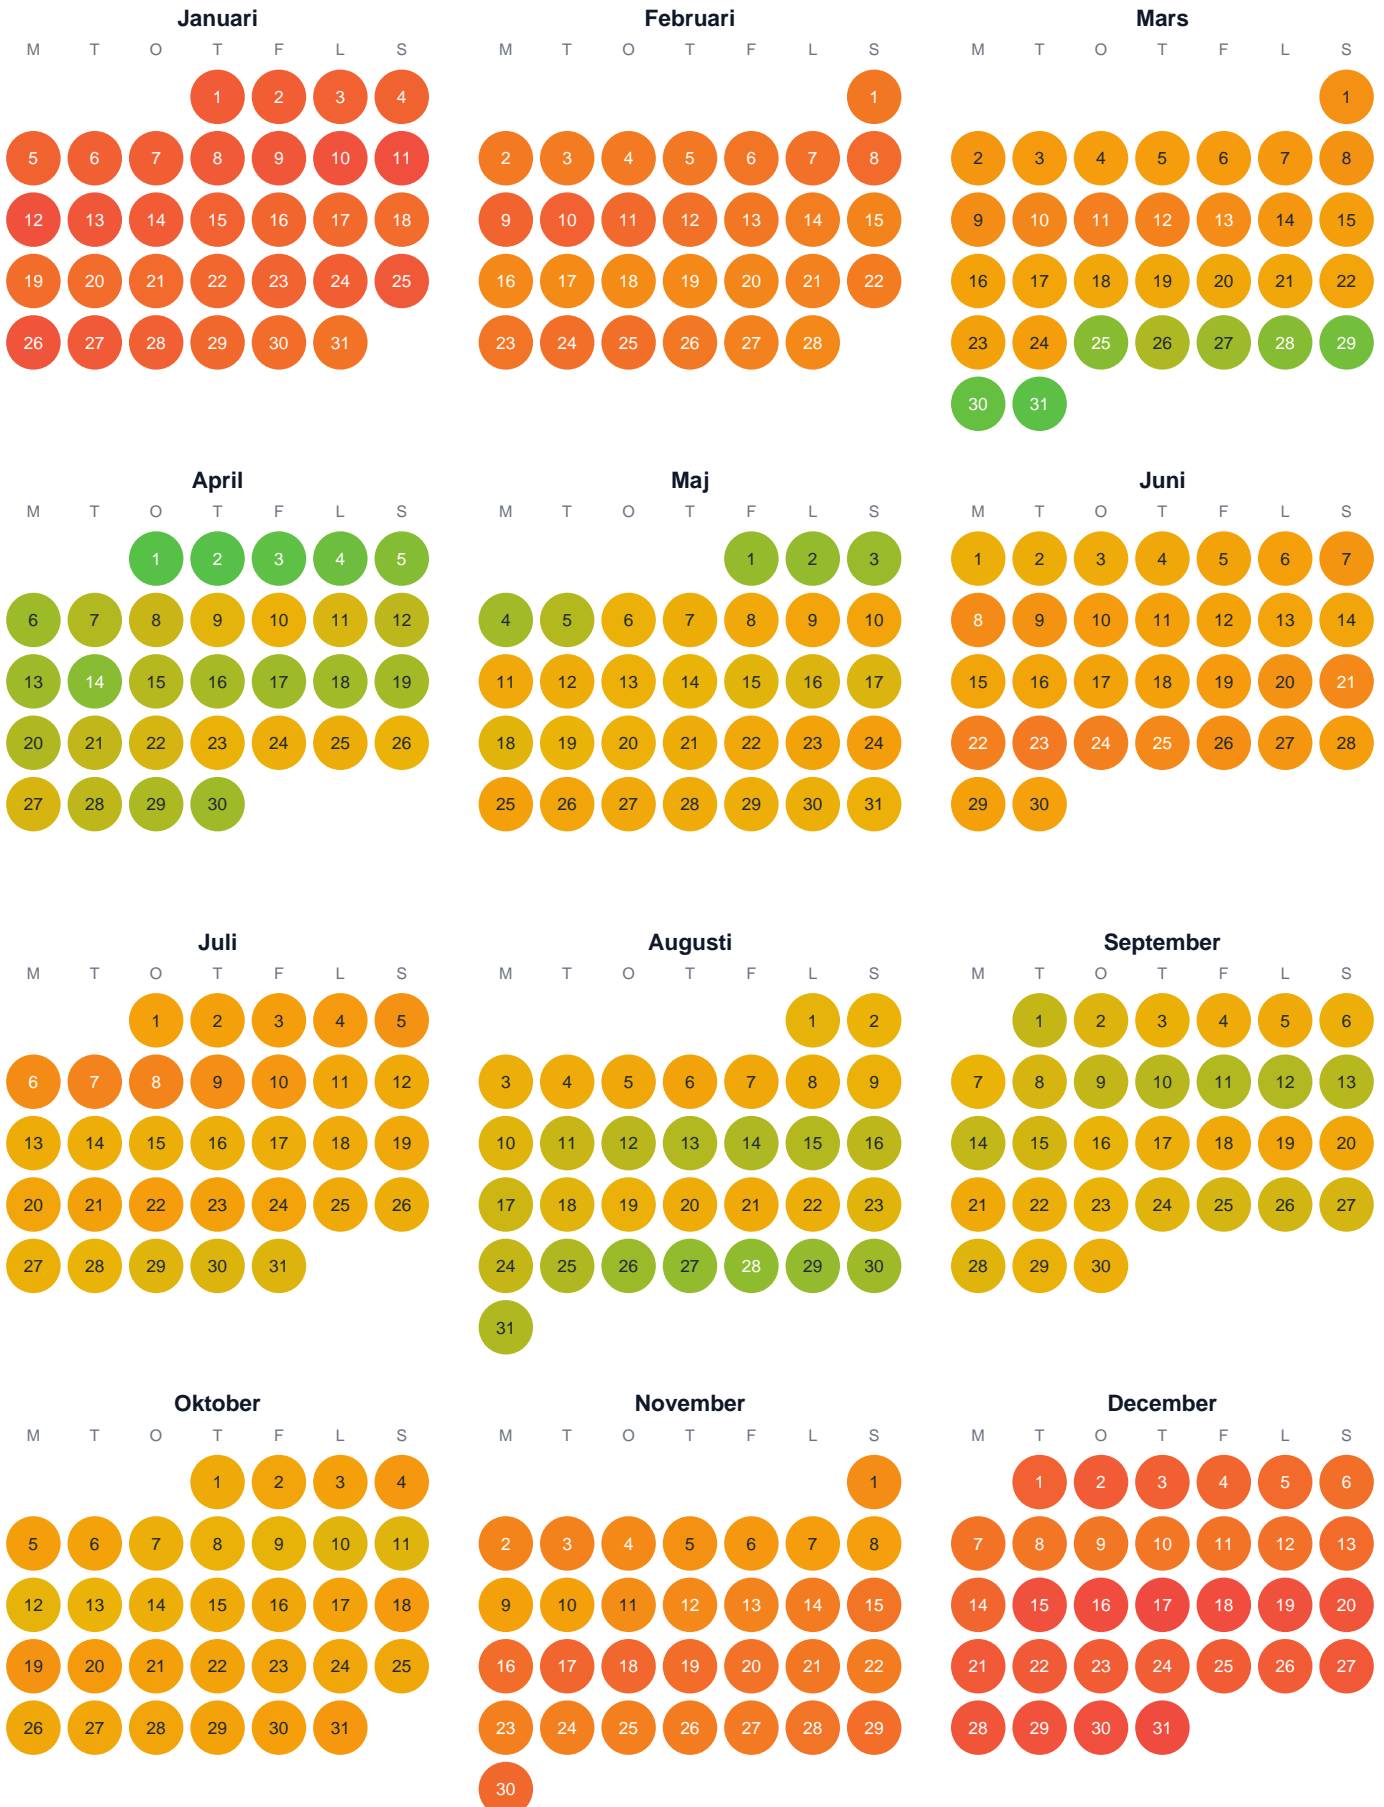 Januari Februari Mars
M T O T F L S M T O T F L S M T O T F L S
1 2 3 4 1 1
5 6 7 8 9 10 11 2 3 4 5 6 7 8 2 3 4 5 6 7 8
12 13 14 15 16 17 18 9 10 11 12 13 14 15 9 10 11 12 13 14 15
19 20 21 22 23 24 25 16 17 18 19 20 21 22 16 17 18 19 20 21 22
26 27 28 29 30 31 23 24 25 26 27 28 23 24 25 26 27 28 29
30 31
April Maj Juni
M T O T F L S M T O T F L S M T O T F L S
1 2 3 4 5 1 2 3 1 2 3 4 5 6 7
6 7 8 9 10 11 12 4 5 6 7 8 9 10 8 9 10 11 12 13 14
13 14 15 16 17 18 19 11 12 13 14 15 16 17 15 16 17 18 19 20 21
20 21 22 23 24 25 26 18 19 20 21 22 23 24 22 23 24 25 26 27 28
27 28 29 30 25 26 27 28 29 30 31 29 30
Juli Augusti September
M T O T F L S M T O T F L S M T O T F L S
1 2 3 4 5 1 2 1 2 3 4 5 6
6 7 8 9 10 11 12 3 4 5 6 7 8 9 7 8 9 10 11 12 13
13 14 15 16 17 18 19 10 11 12 13 14 15 16 14 15 16 17 18 19 20
20 21 22 23 24 25 26 17 18 19 20 21 22 23 21 22 23 24 25 26 27
27 28 29 30 31 24 25 26 27 28 29 30 28 29 30
31
Oktober November December
M T O T F L S M T O T F L S M T O T F L S
1 2 3 4 1 1 2 3 4 5 6
5 6 7 8 9 10 11 2 3 4 5 6 7 8 7 8 9 10 11 12 13
12 13 14 15 16 17 18 9 10 11 12 13 14 15 14 15 16 17 18 19 20
19 20 21 22 23 24 25 16 17 18 19 20 21 22 21 22 23 24 25 26 27
26 27 28 29 30 31 23 24 25 26 27 28 29 28 29 30 31
30